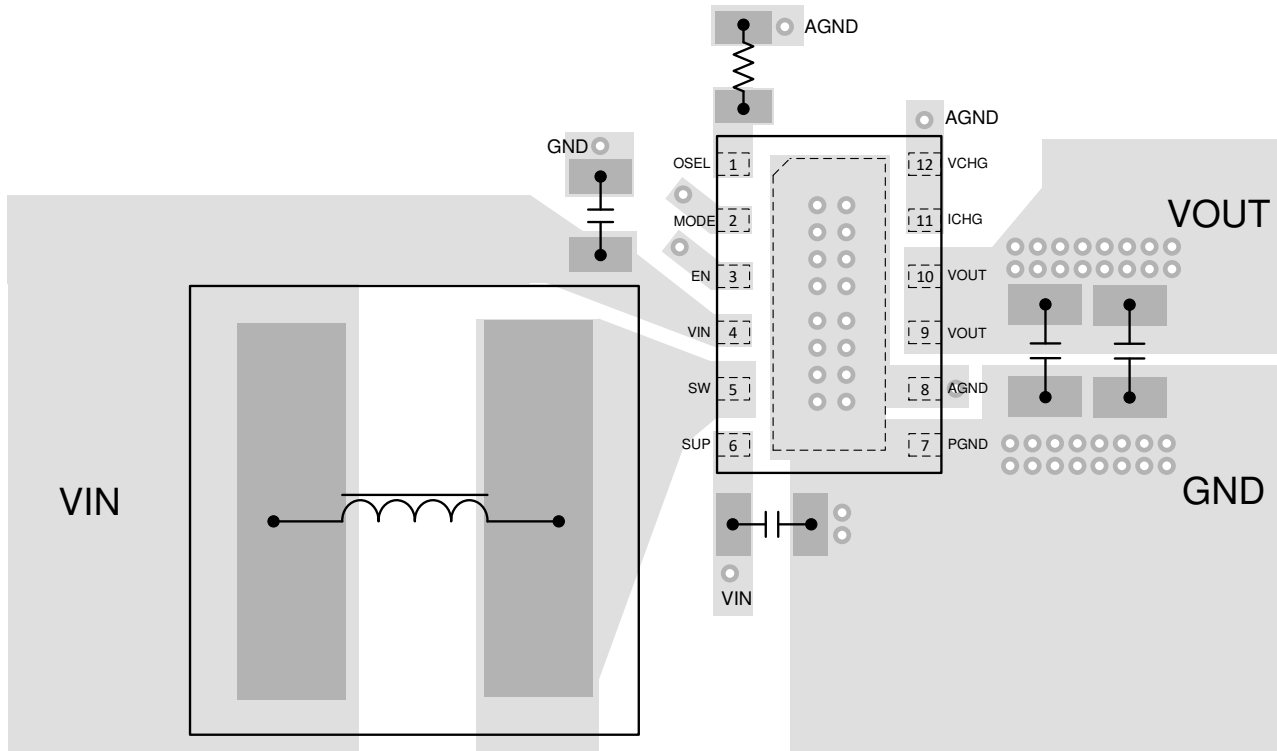 AGND
GND
AGND
OSEL 1 12 VCHG
MODE 2 11 ICHG
VOUT
EN 3 10 VOUT
VIN 4 9 VOUT
SW 5 8 AGND
SUP 6 7 PGND
VIN
GND
VIN